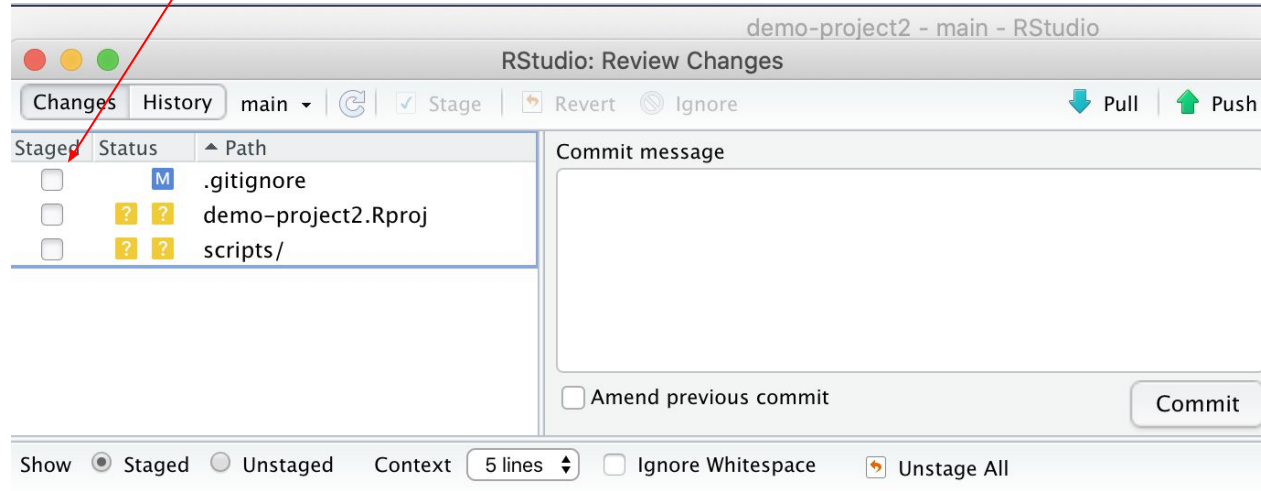 demo-project2 - main - RStudio
RStudio: Review Changes
Changes History main Stage Revert Ignore Pull Push
Staged Status Path
Commit message
M .gitignore
? ? demo-project2.Rproj
? ? scripts/
Amend previous commit
Commit
Show Staged Unstaged Context 5 lines Ignore Whitespace Unstage All